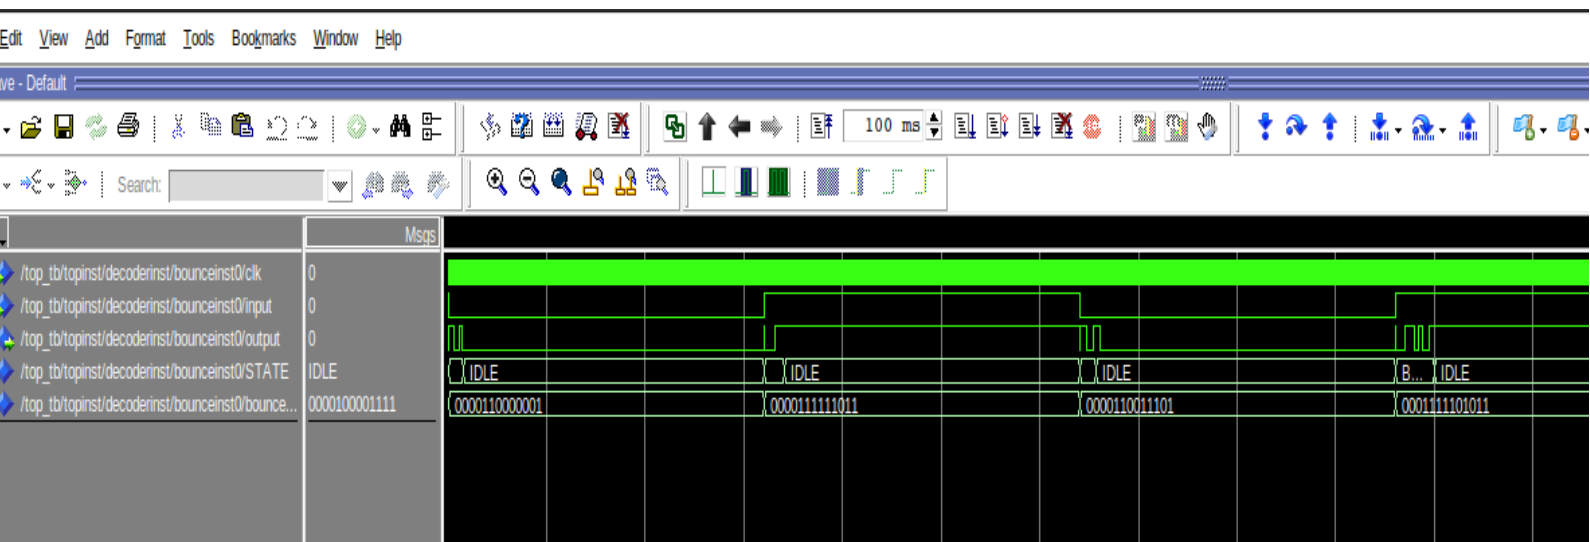 Edit View Add Format Tools Bookmarks Window Help
ve - Default
100 ms
Search:
Msgs
/top_tb/topinst/decoderinst/bounceinst0/clk 0
/top_tb/topinst/decoderinst/bounceinst0/input 0
/top_tb/topinst/decoderinst/bounceinst0/output 0
/top_tb/topinst/decoderinst/bounceinst0/STATE IDLE IDLE IDLE IDLE B... IDLE
/top_tb/topinst/decoderinst/bounceinst0/bounce... 0000100001111 0000110000001 0000111111011 0000110011101 0001111101011